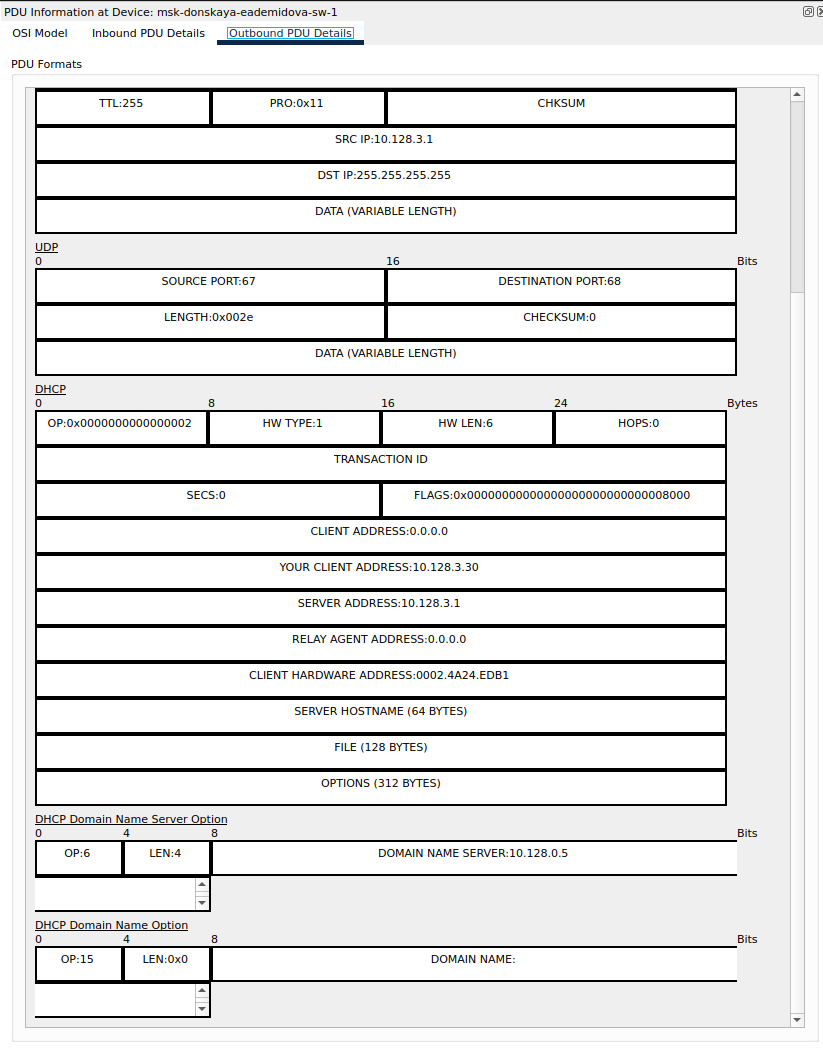 PDU Information at Device: msk-donskaya-eademidova-sw-1
OSI Model Inbound PDU Details Outbound PDU Details
PDU Formats
TTL:255 PRO:0x11 CHKSUM
SRC IP:10.128.3.1
DST IP:255.255.255.255
DATA (VARIABLE LENGTH)
UDP
0 16 Bits
SOURCE PORT:67 DESTINATION PORT:68
LENGTH:0x002e CHECKSUM:0
DATA (VARIABLE LENGTH)
DHCP
0 8 16 24 Bytes
OP:0x0000000000000002 HW TYPE:1 HW LEN:6 HOPS:0
TRANSACTION ID
SECS:0 FLAGS:0x00000000000000000000000000008000
CLIENT ADDRESS:0.0.0.0
YOUR CLIENT ADDRESS:10.128.3.30
SERVER ADDRESS:10.128.3.1
RELAY AGENT ADDRESS:0.0.0.0
CLIENT HARDWARE ADDRESS:0002.4A24.EDB1
SERVER HOSTNAME (64 BYTES)
FILE (128 BYTES)
OPTIONS (312 BYTES)
DHCP Domain Name Server Option
0 4 8 Bits
OP:6 LEN:4 DOMAIN NAME SERVER:10.128.0.5
DHCP Domain Name Option
0 4 8 Bits
OP:15 LEN:0x0 DOMAIN NAME: